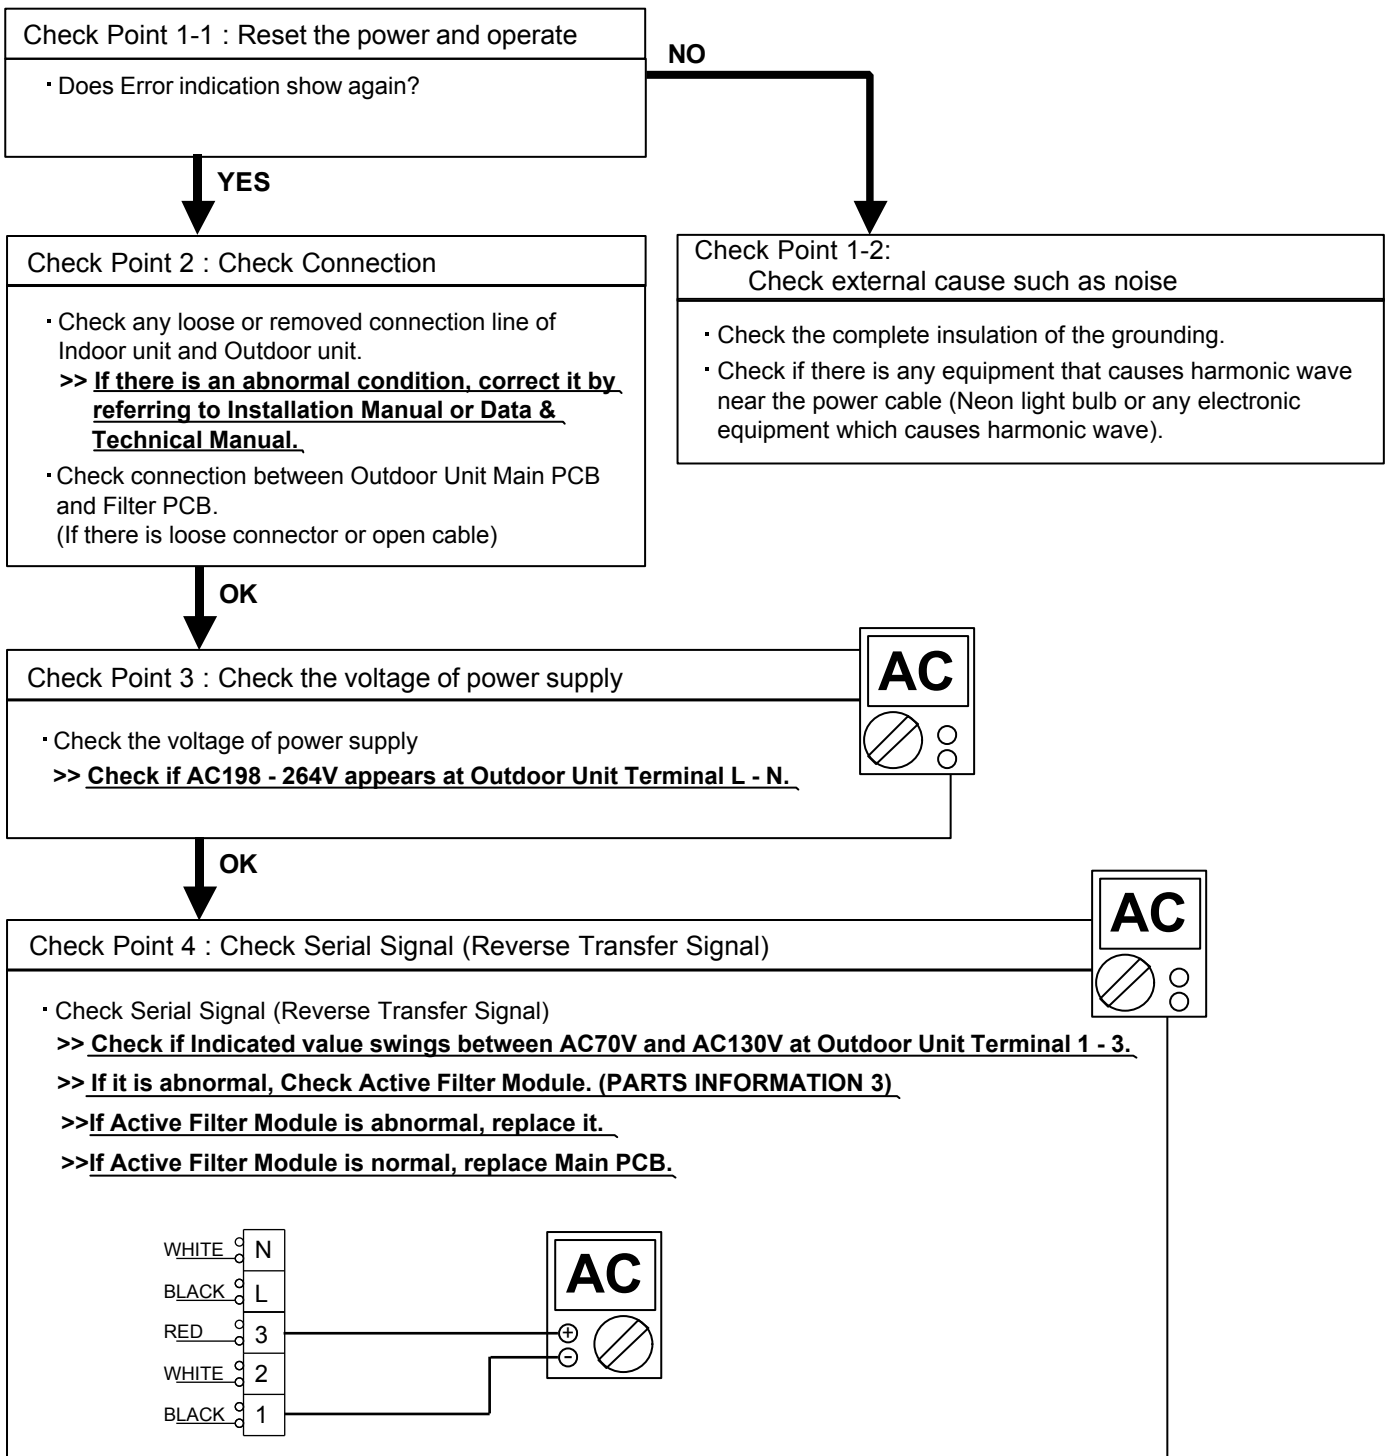 Check Point 1-1 : Reset the power and operate
・Does Error indication show again?
NO
YES
Check Point 1-2:
Check external cause such as noise
・Check the complete insulation of the grounding.
・Check if there is any equipment that causes harmonic wave
near the power cable (Neon light bulb or any electronic
equipment which causes harmonic wave).
Check Point 2 : Check Connection
・Check any loose or removed connection line of
Indoor unit and Outdoor unit.
>> If there is an abnormal condition, correct it by
referring to Installation Manual or Data &
Technical Manual.
・Check connection between Outdoor Unit Main PCB
and Filter PCB.
(If there is loose connector or open cable)
OK
Check Point 3 : Check the voltage of power supply
AC
・Check the voltage of power supply
>> Check if AC198 - 264V appears at Outdoor Unit Terminal L - N.
OK
Check Point 4 : Check Serial Signal (Reverse Transfer Signal)
AC
・Check Serial Signal (Reverse Transfer Signal)
>> Check if Indicated value swings between AC70V and AC130V at Outdoor Unit Terminal 1 - 3.
>> If it is abnormal, Check Active Filter Module. (PARTS INFORMATION 3)
>>If Active Filter Module is abnormal, replace it.
>>If Active Filter Module is normal, replace Main PCB.
WHITE N
BLACK L
RED 3
WHITE 2
BLACK 1
AC
+
-